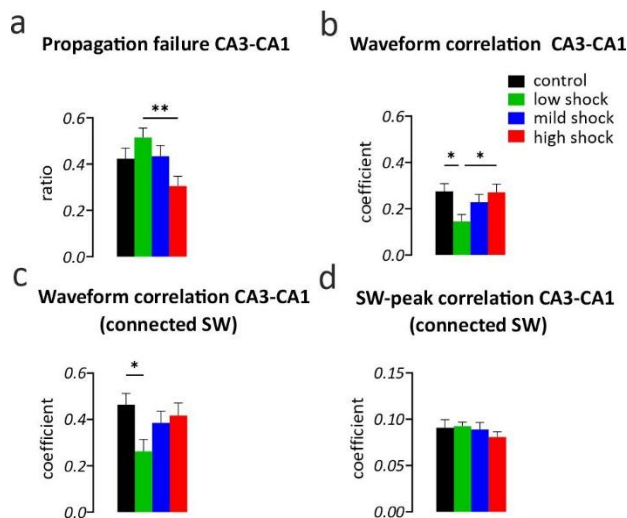 a
Propagation failure CA3-CA1
**
0.6
0.4
0.2
0.0
ratio
b
Waveform correlation CA3-CA1
control
low shock
mild shock
high shock
* *
0.6
0.4
0.2
0.0
coefficient
c
Waveform correlation CA3-CA1
(connected SW)
*
0.6
0.4
0.2
0.0
coefficient
d
SW-peak correlation CA3-CA1
(connected SW)
0.15
0.10
0.05
0.00
coefficient